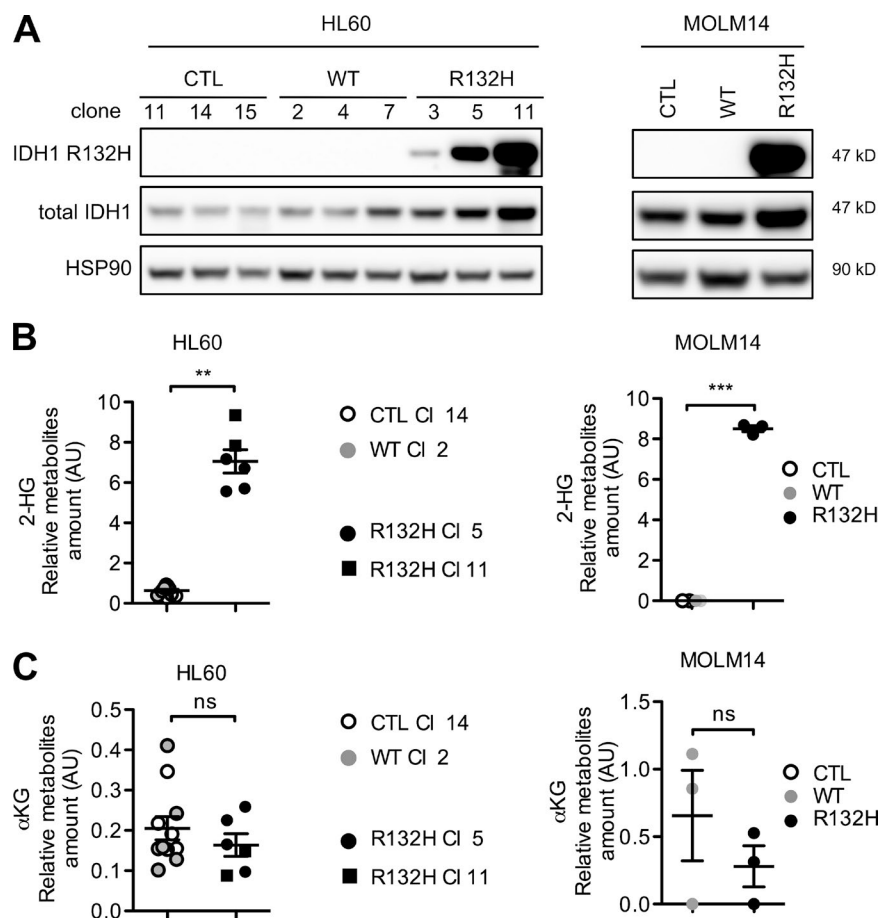 A
HL60
MOLM14
CTL WT R132H
clone 11 14 15 2 4 7 3 5 11
CTL WT R132H
IDH1 R132H
47 kD
total IDH1
47 kD
HSP90
90 kD
B
HL60
**
2-HG
Relative metabolites
amount (AU)
10
8
6
4
2
0
CTL Cl 14
WT Cl 2
R132H Cl 5
R132H Cl 11
MOLM14
***
2-HG
Relative metabolites
amount (AU)
10
8
6
4
2
0
CTL
WT
R132H
C
HL60
ns
αKG
Relative metabolites
amount (AU)
0.5
0.4
0.3
0.2
0.1
0.0
CTL Cl 14
WT Cl 2
R132H Cl 5
R132H Cl 11
MOLM14
ns
αKG
Relative metabolites
amount (AU)
1.5
1.0
0.5
0.0
CTL
WT
R132H